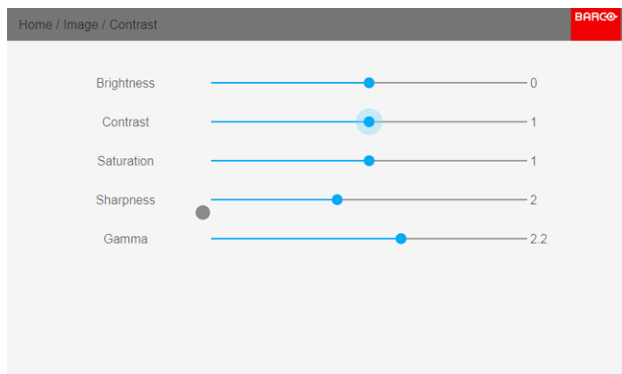 Home / Image / Contrast
BARCO
Brightness 0
Contrast 1
Saturation 1
Sharpness 2
Gamma 2.2